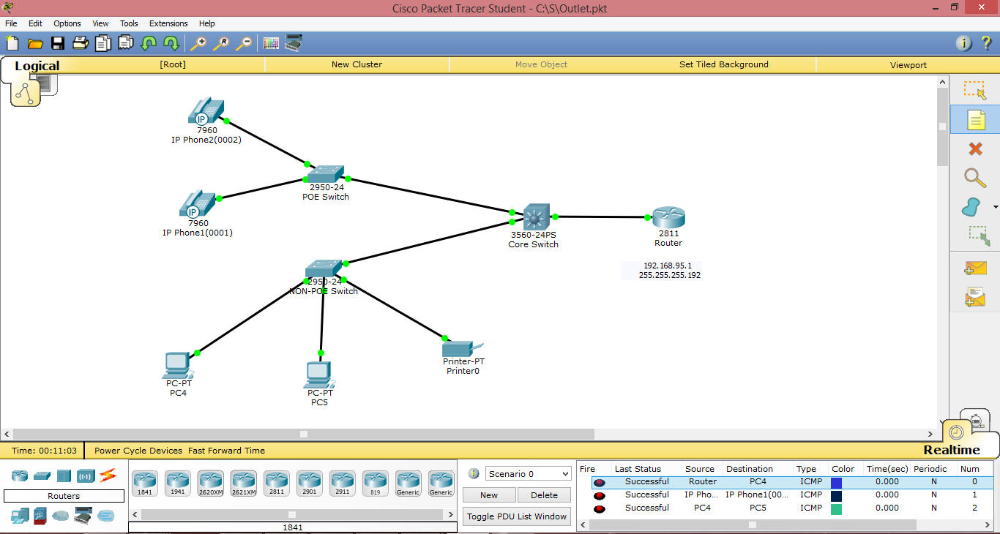 Cisco Packet Tracer Student - C:\S\Outlet.pkt
File Edit Options View Tools Extensions Help
Logical [Root] New Cluster Move Object Set Tiled Background Viewport
IP
7960
IP Phone2(0002)
2950-24
POE Switch
IP
7960
IP Phone1(0001)
3560-24PS
Core Switch
2811
Router
192.168.95.1
255.255.255.192
2950-24
NON-POE Switch
PC-PT
PC4
PC-PT
PC5
Printer-PT
Printer0
Time: 00:11:03 Power Cycle Devices Fast Forward Time
Realtime
Routers
1841 1941 2620XM 2621XM 2811 2901 2911 819 Generic Generic
1841
Scenario 0
New Delete
Toggle PDU List Window
Fire Last Status Source Destination Type Color Time(sec) Periodic Num
Successful Router PC4 ICMP 0.000 N 0
Successful IP Pho... IP Phone1(00... ICMP 0.000 N 1
Successful PC4 PC5 ICMP 0.000 N 2